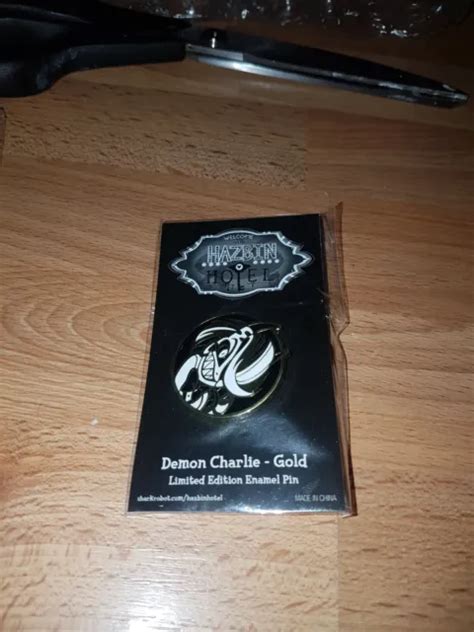 WELCOME
HAZBIN
HOTEL
Demon Charlie - Gold
Limited Edition Enamel Pin
sharkrobot.com/hazbinhotel
MADE IN CHINA